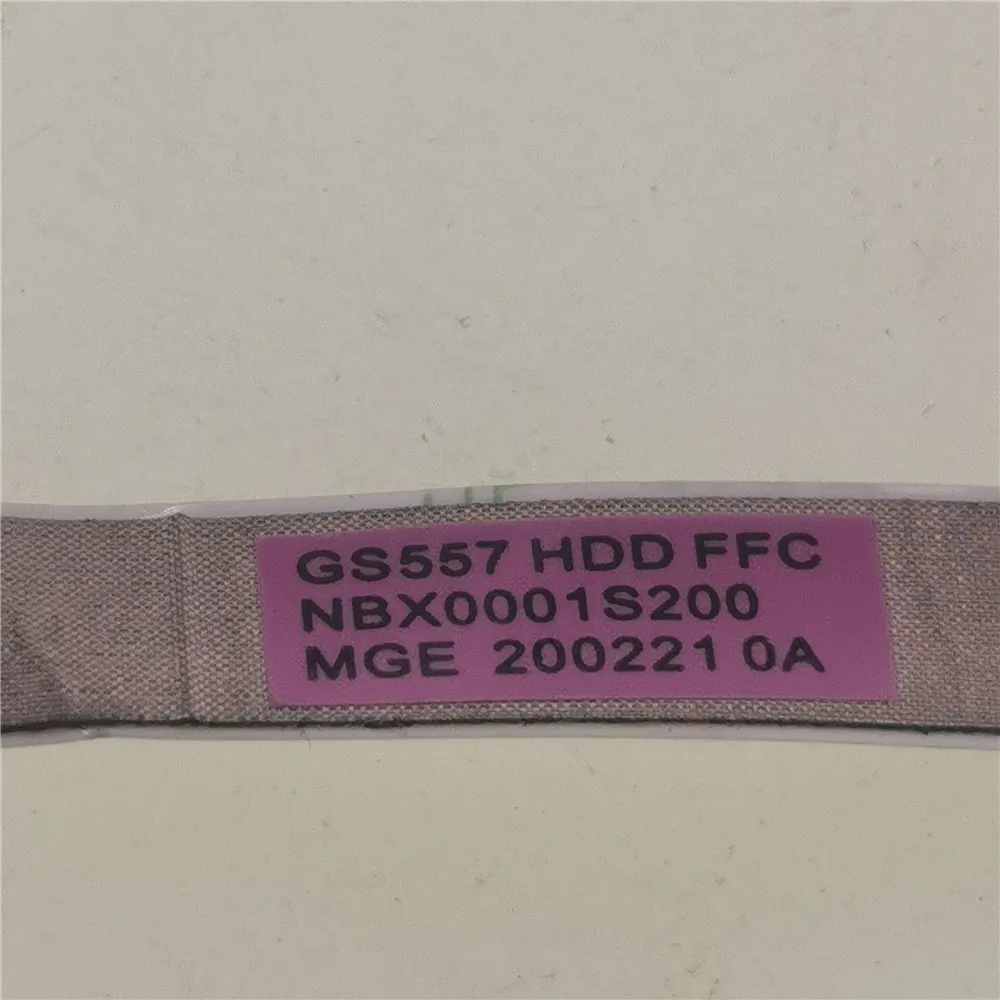 GS557 HDD FFC
NBX0001S200
MGE 200221 0A